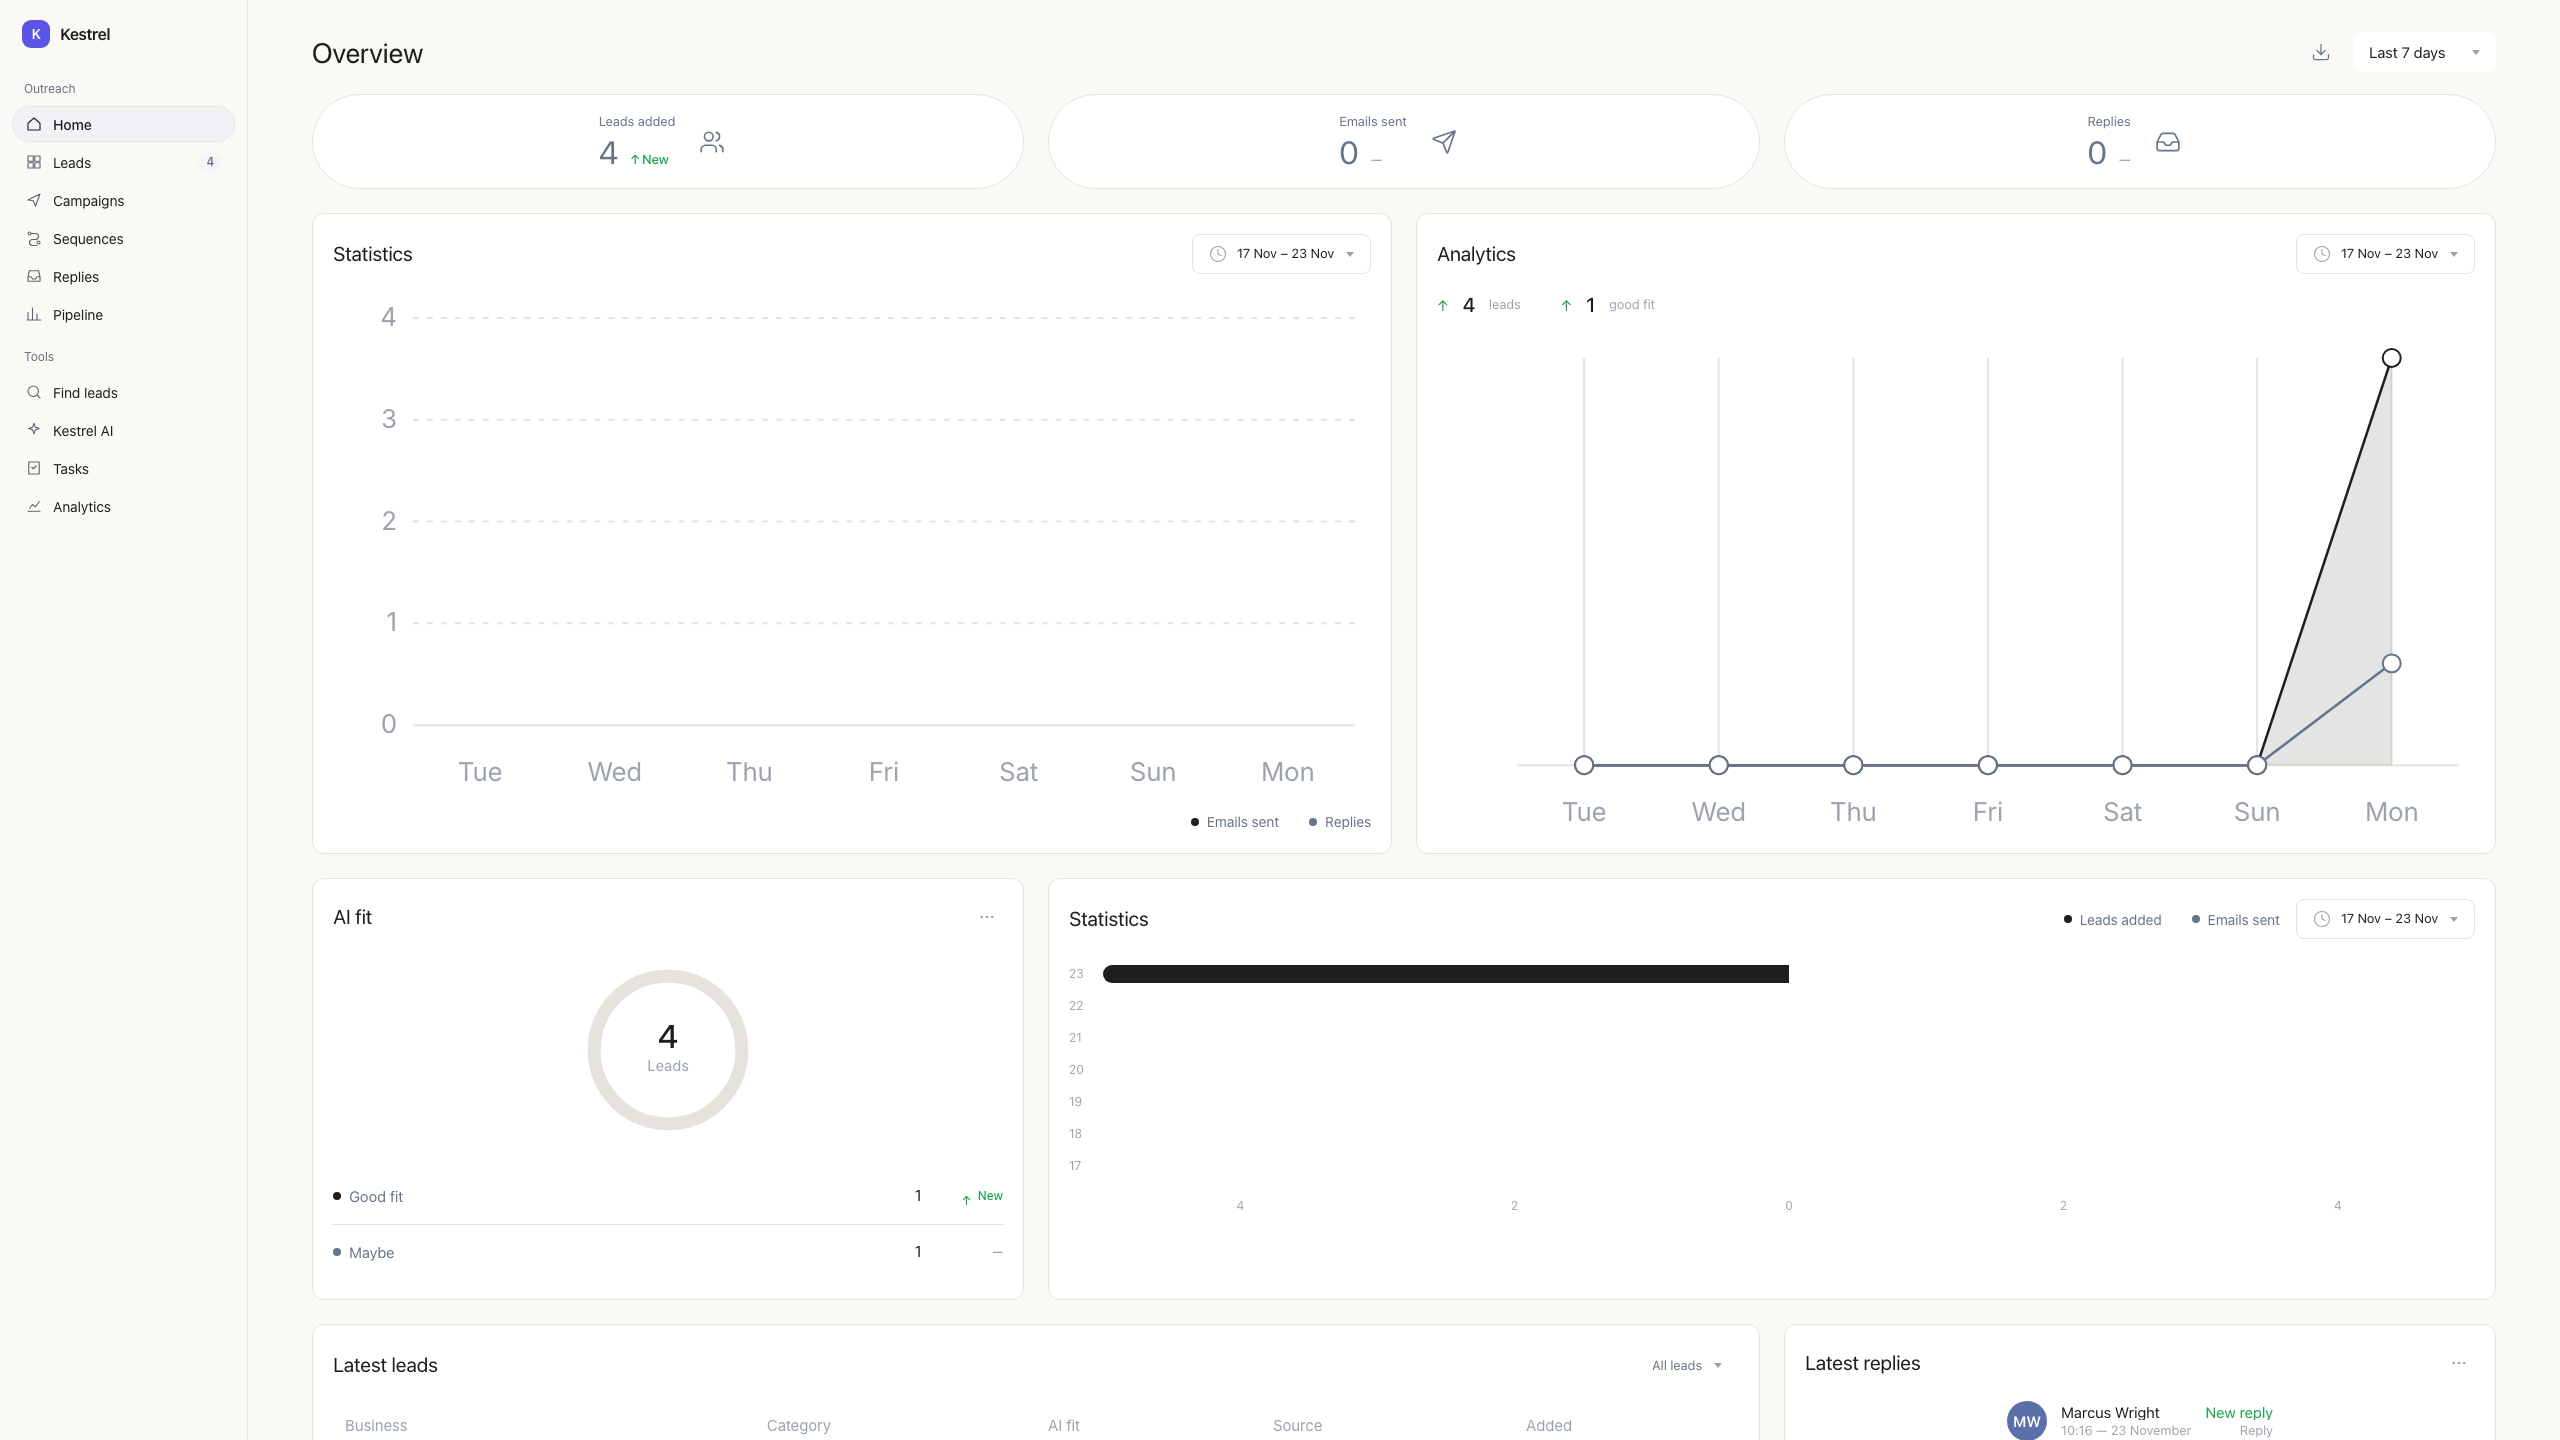 K Kestrel
Outreach
Home
Leads 4
Campaigns
Sequences
Replies
Pipeline
Tools
Find leads
Kestrel AI
Tasks
Analytics
Overview
Last 7 days
Leads added
4 ↑ New
Emails sent
0 –
Replies
0 –
Statistics
17 Nov – 23 Nov
4
3
2
1
0
Tue Wed Thu Fri Sat Sun Mon
Emails sent Replies
Analytics
17 Nov – 23 Nov
↑ 4 leads ↑ 1 good fit
Tue Wed Thu Fri Sat Sun Mon
AI fit
4
Leads
Good fit 1 ↑ New
Maybe 1 –
Statistics
Leads added Emails sent 17 Nov – 23 Nov
23
22
21
20
19
18
17
4 2 0 2 4
Latest leads
All leads
Business Category AI fit Source Added
Latest replies
MW Marcus Wright New reply
10:16 — 23 November Reply